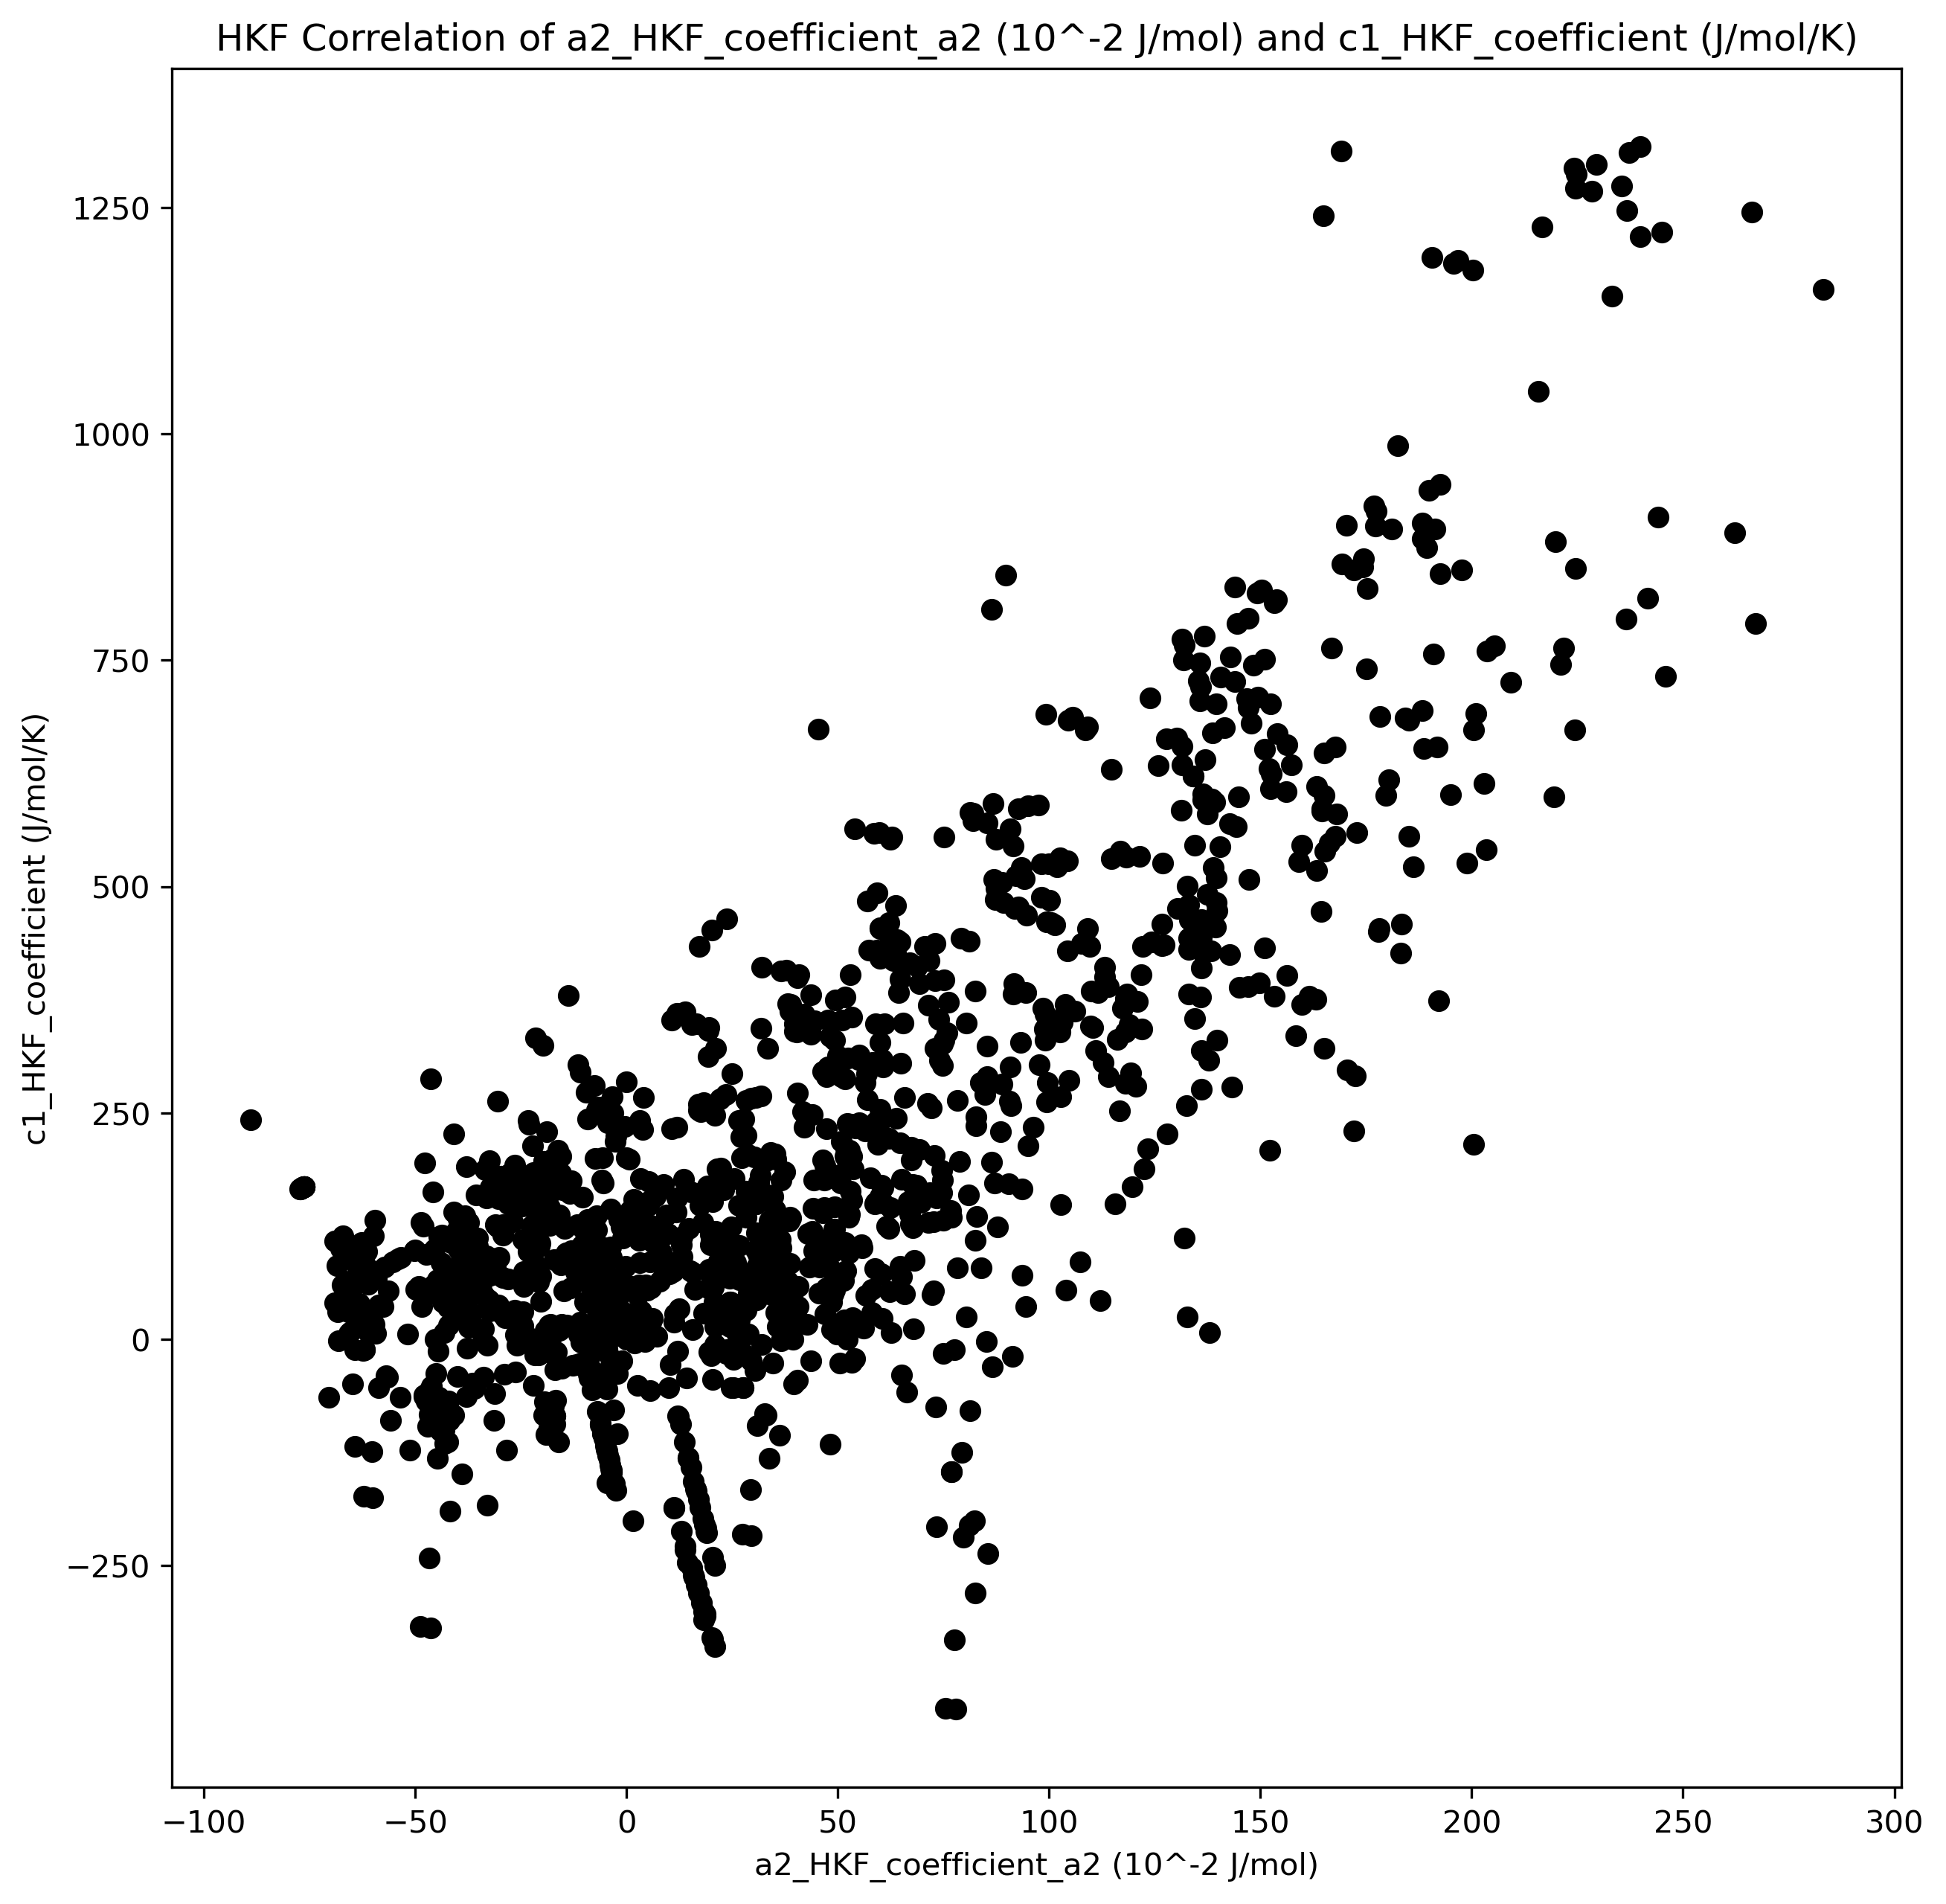 HKF Correlation of a2_HKF_coefficient_a2 (10^-2 J/mol) and c1_HKF_coefficient (J/mol/K)
1250
1000
750
500
250
0
−250
c1_HKF_coefficient (J/mol/K)
−100 −50 0 50 100 150 200 250 300
a2_HKF_coefficient_a2 (10^-2 J/mol)